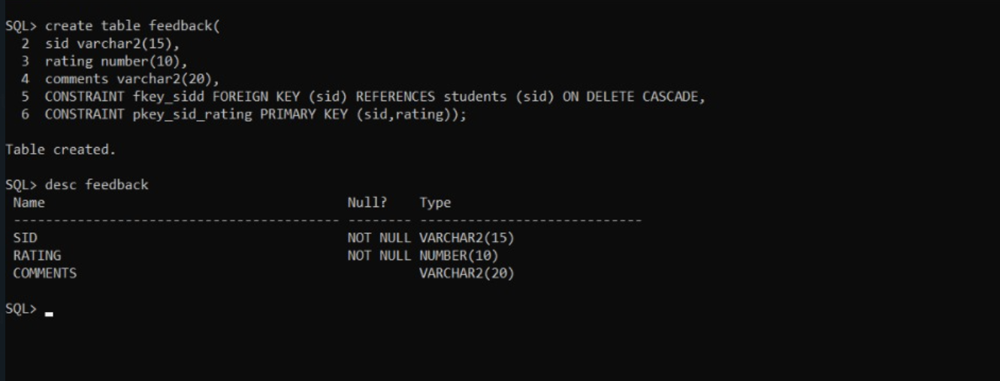 SQL> create table feedback(
  2  sid varchar2(15),
  3  rating number(10),
  4  comments varchar2(20),
  5  CONSTRAINT fkey_sidd FOREIGN KEY (sid) REFERENCES students (sid) ON DELETE CASCADE,
  6  CONSTRAINT pkey_sid_rating PRIMARY KEY (sid,rating));
Table created.
SQL> desc feedback
 Name                                      Null?    Type
 ----------------------------------------- -------- ----------------------------
 SID                                       NOT NULL VARCHAR2(15)
 RATING                                    NOT NULL NUMBER(10)
 COMMENTS                                           VARCHAR2(20)
SQL>